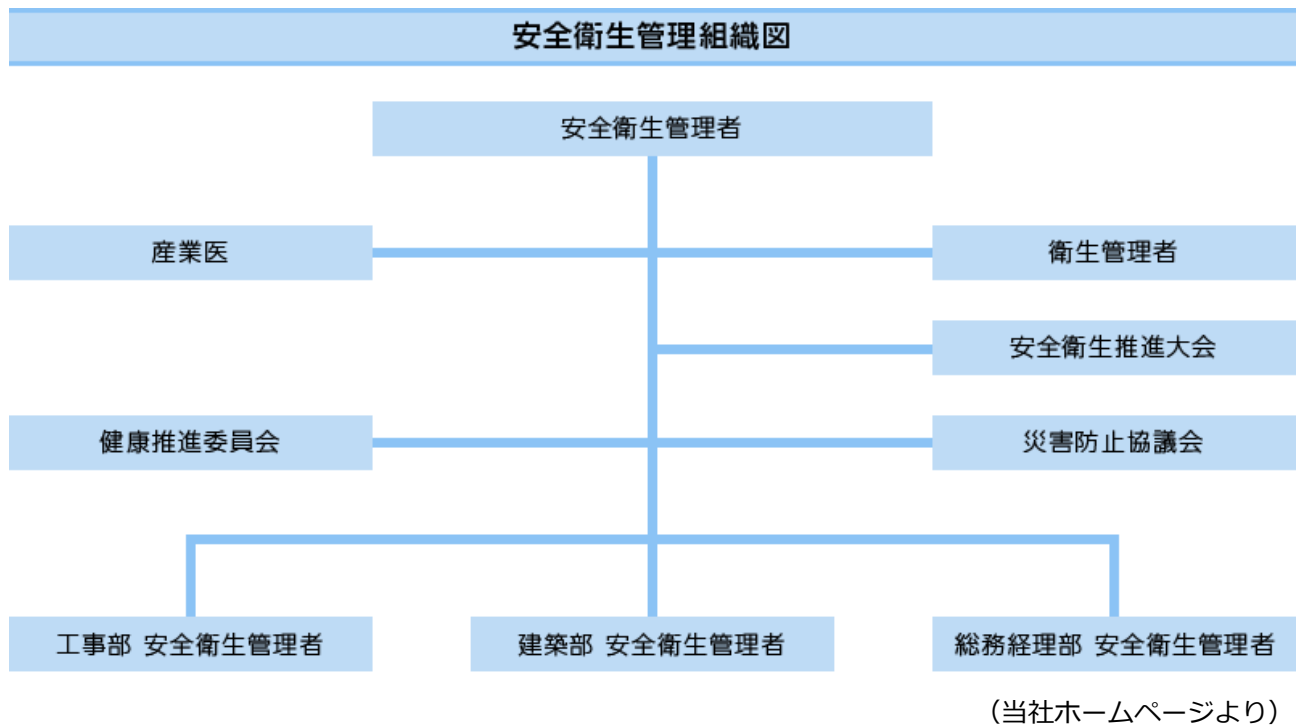 安全衛生管理組織図
安全衛生管理者
産業医
衛生管理者
安全衛生推進大会
健康推進委員会
災害防止協議会
工事部 安全衛生管理者
建築部 安全衛生管理者
総務経理部 安全衛生管理者
（当社ホームページより）